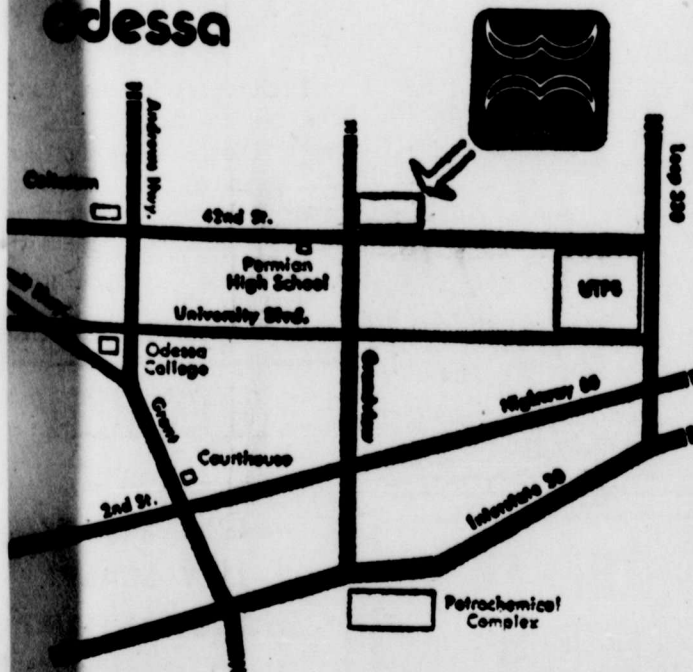 odessa
Andrews Hwy.
Loop 338
Coliseum
42nd St.
Permian
High School
UTPB
University Blvd.
Odessa
College
Grandview
Grant
Highway 80
Courthouse
2nd St.
Interstate 20
Petrochemical
Complex